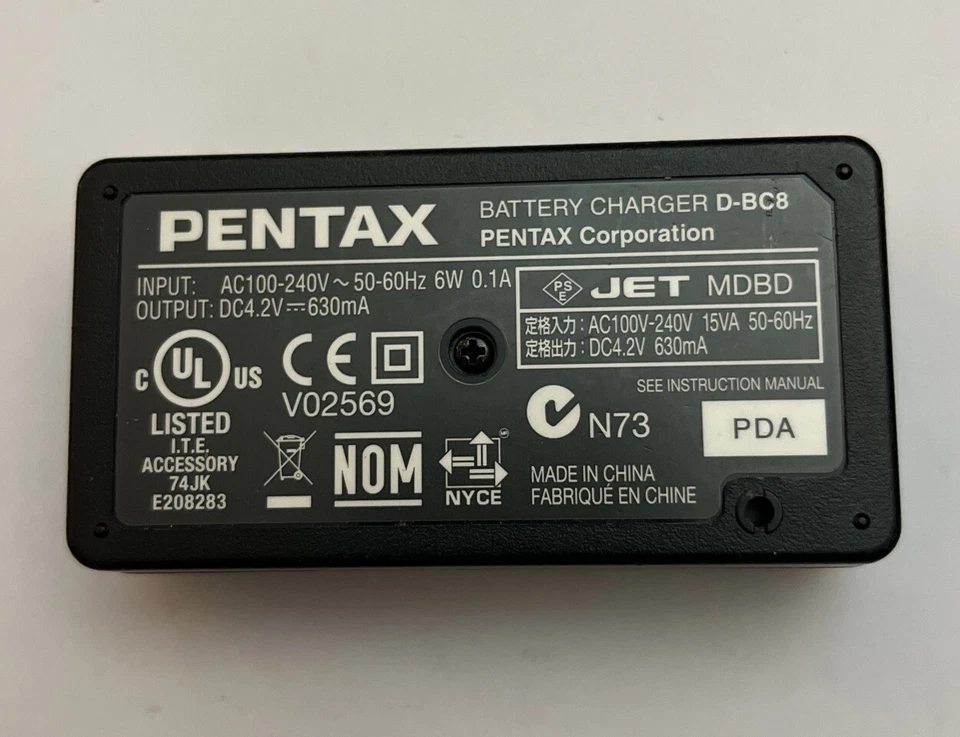 PENTAX
BATTERY CHARGER D-BC8
PENTAX Corporation
INPUT: AC100-240V~50-60Hz 6W 0.1A
OUTPUT: DC4.2V⎓630mA
PS
E
JET MDBD
定格入力: AC100V-240V 15VA 50-60Hz
定格出力: DC4.2V 630mA
C UL US
LISTED
I.T.E.
ACCESSORY
74JK
E208283
CE
V02569
NOM
NYCE
N73
SEE INSTRUCTION MANUAL
PDA
MADE IN CHINA
FABRIQUÉ EN CHINE